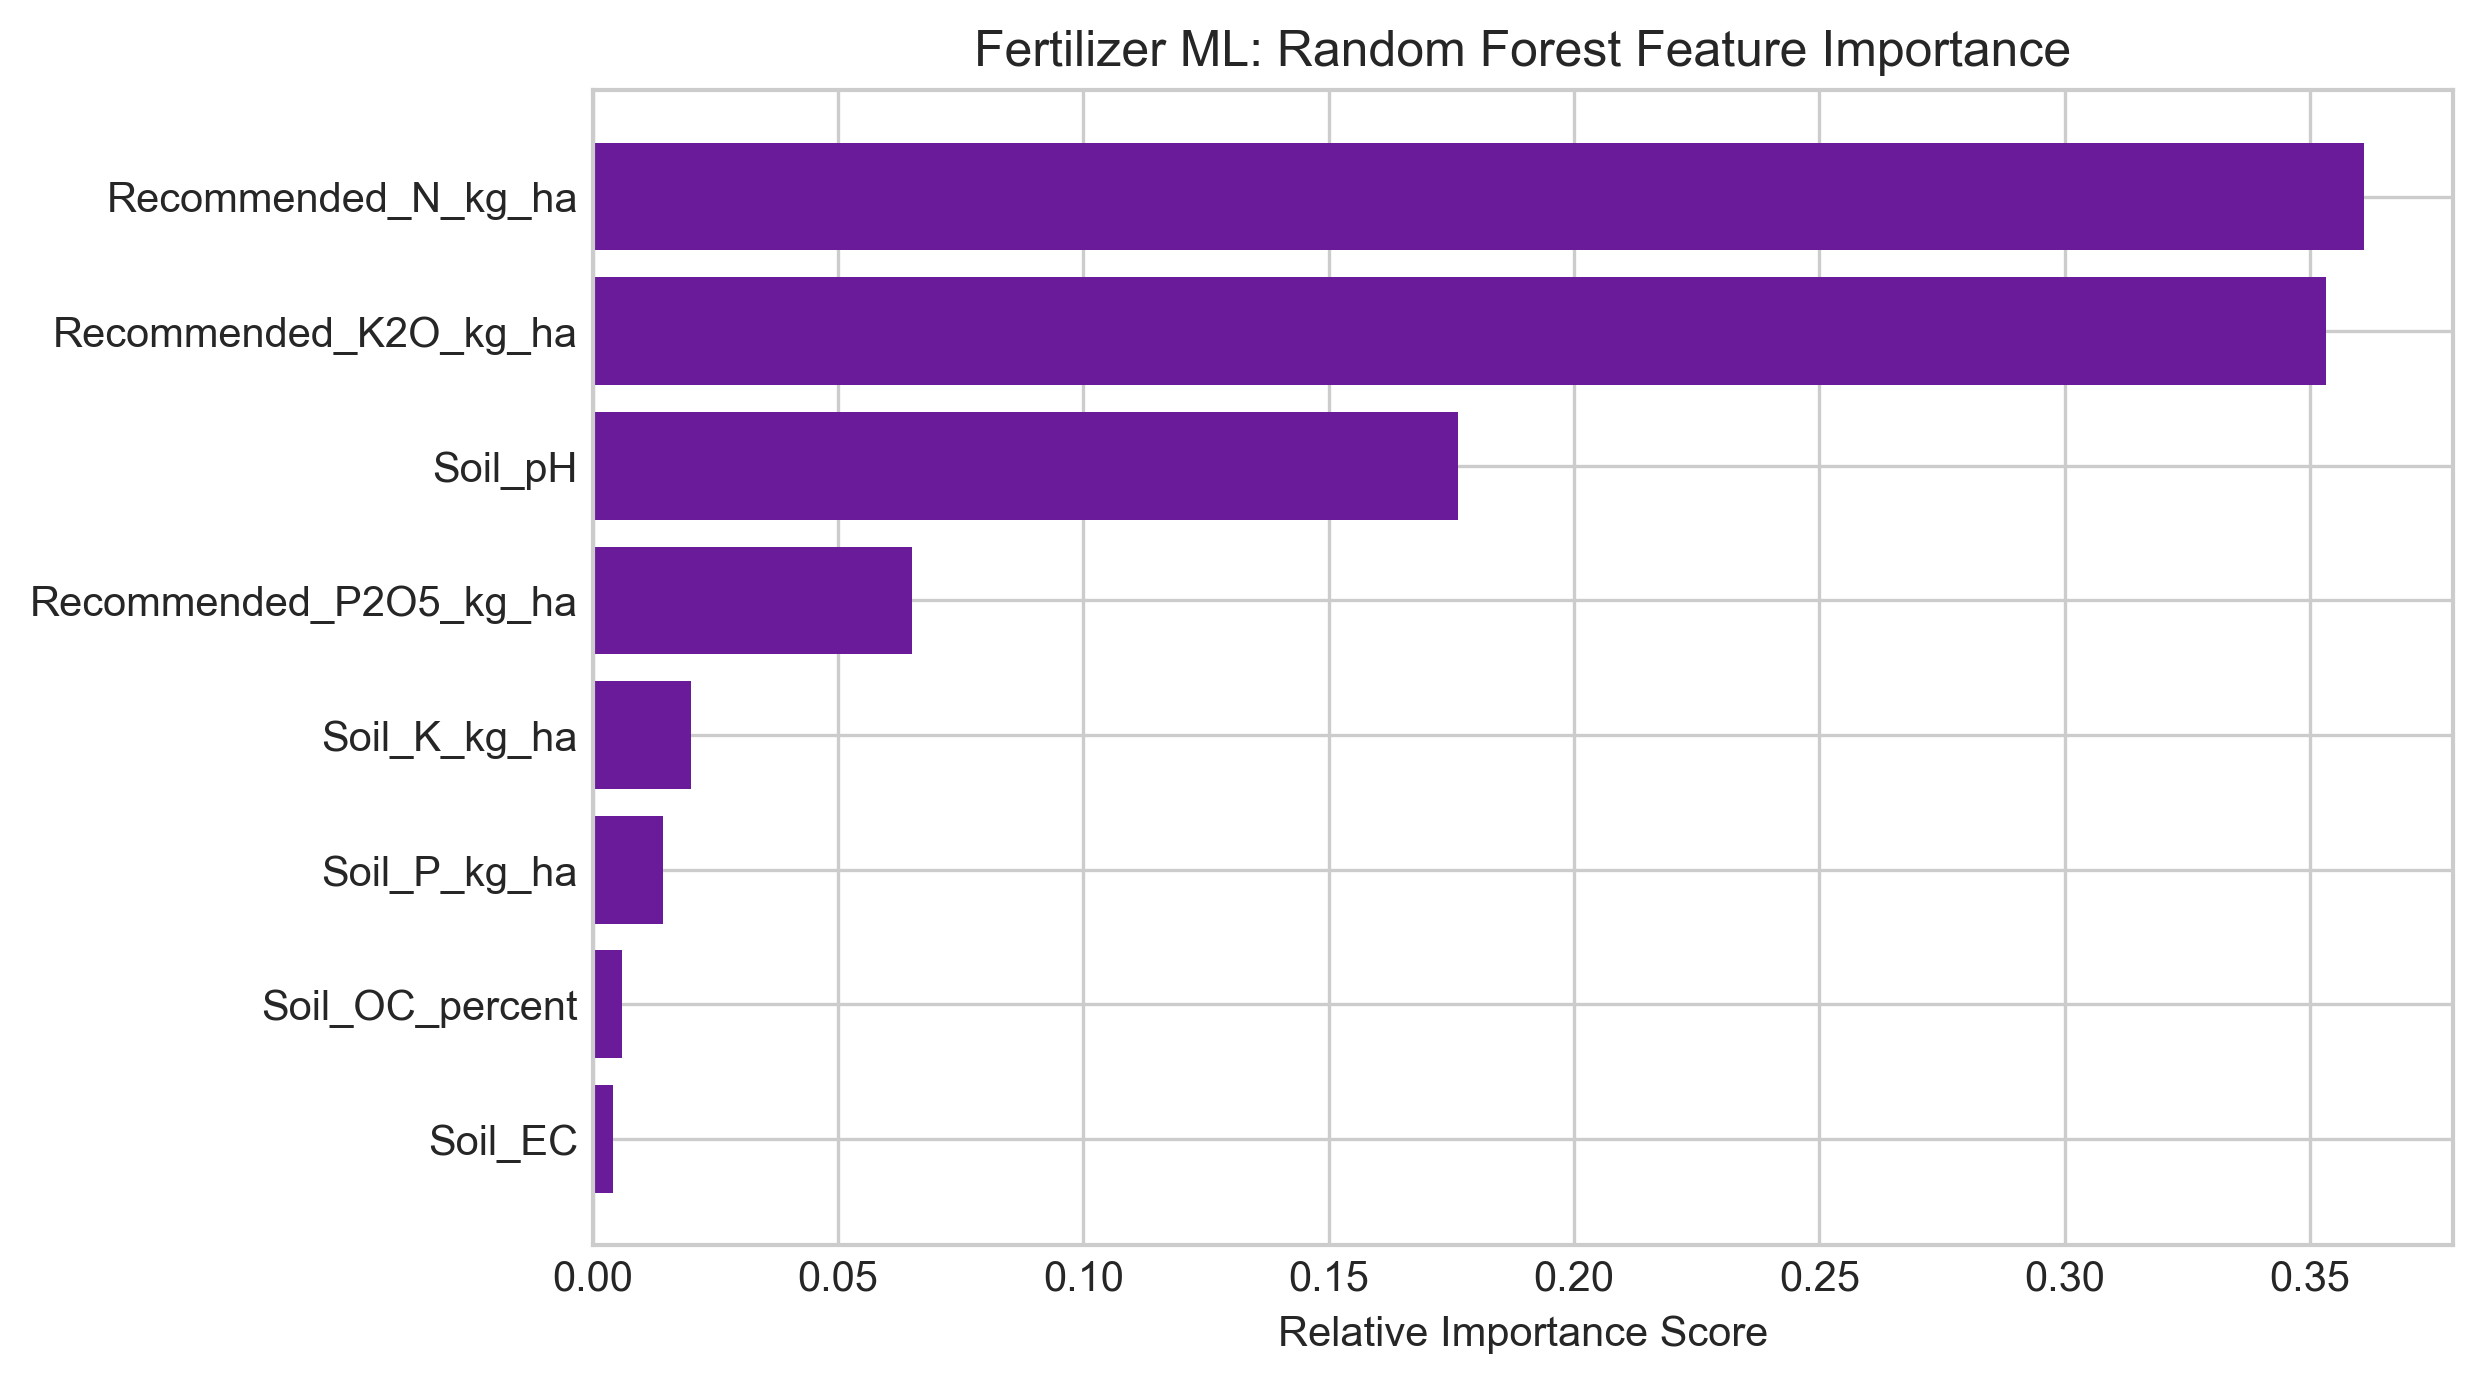 Fertilizer ML: Random Forest Feature Importance
Recommended_N_kg_ha
Recommended_K2O_kg_ha
Soil_pH
Recommended_P2O5_kg_ha
Soil_K_kg_ha
Soil_P_kg_ha
Soil_OC_percent
Soil_EC
0.00 0.05 0.10 0.15 0.20 0.25 0.30 0.35
Relative Importance Score